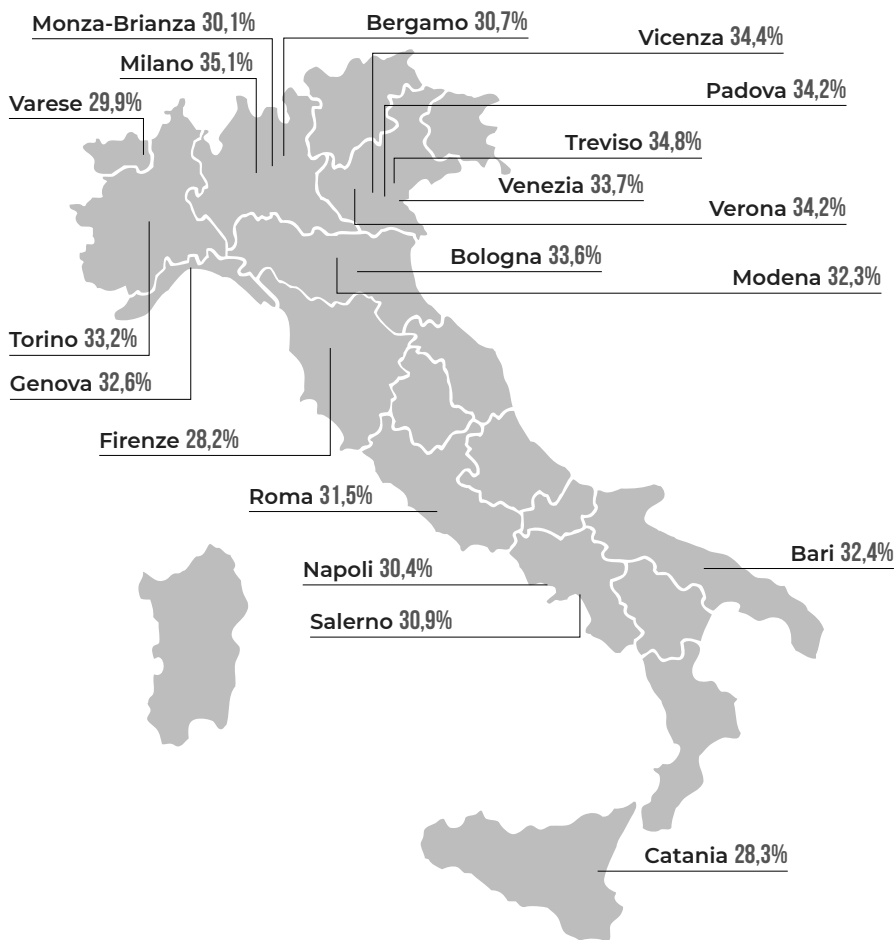 Monza-Brianza 30,1%
Bergamo 30,7%
Vicenza 34,4%
Milano 35,1%
Padova 34,2%
Varese 29,9%
Treviso 34,8%
Venezia 33,7%
Verona 34,2%
Bologna 33,6%
Modena 32,3%
Torino 33,2%
Genova 32,6%
Firenze 28,2%
Roma 31,5%
Bari 32,4%
Napoli 30,4%
Salerno 30,9%
Catania 28,3%